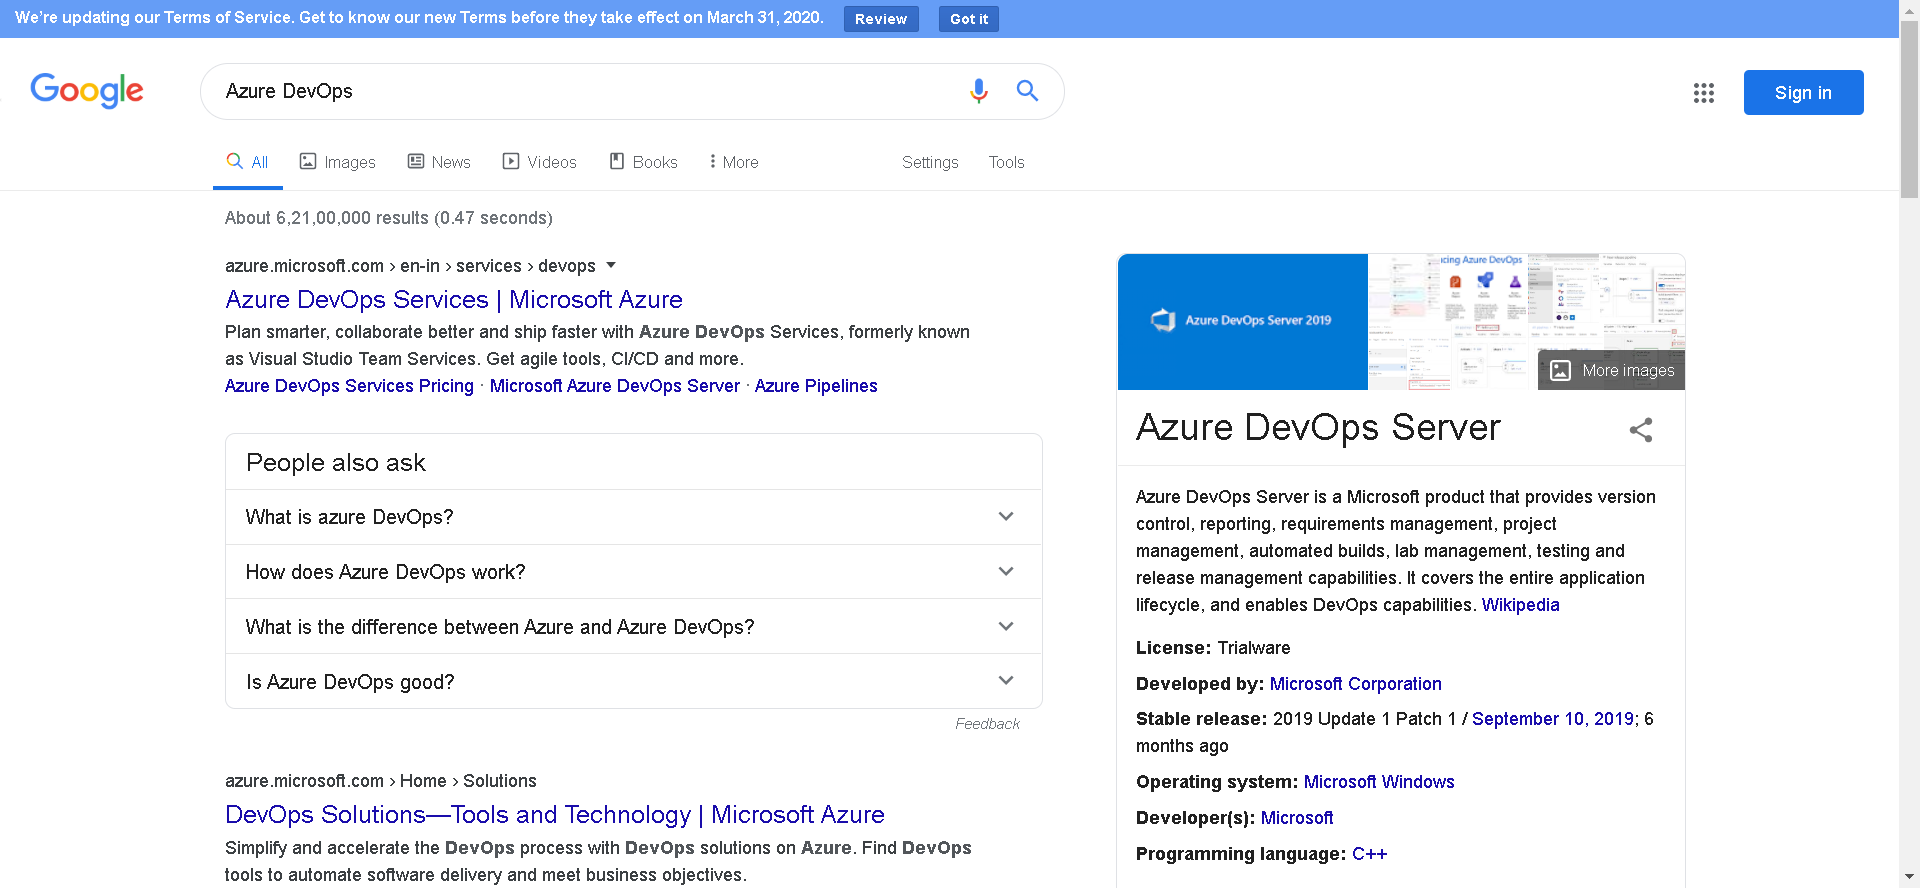 We're updating our Terms of Service. Get to know our new Terms before they take effect on March 31, 2020. Review Got it
Google
Azure DevOps
Sign in
All Images News Videos Books More Settings Tools
About 6,21,00,000 results (0.47 seconds)
azure.microsoft.com › en-in › services › devops
Azure DevOps Services | Microsoft Azure
Plan smarter, collaborate better and ship faster with Azure DevOps Services, formerly known
as Visual Studio Team Services. Get agile tools, CI/CD and more.
Azure DevOps Services Pricing · Microsoft Azure DevOps Server · Azure Pipelines
People also ask
What is azure DevOps?
How does Azure DevOps work?
What is the difference between Azure and Azure DevOps?
Is Azure DevOps good?
Feedback
azure.microsoft.com › Home › Solutions
DevOps Solutions—Tools and Technology | Microsoft Azure
Simplify and accelerate the DevOps process with DevOps solutions on Azure. Find DevOps
tools to automate software delivery and meet business objectives.
Azure DevOps Server 2019
Azure DevOps
More images
Azure DevOps Server
Azure DevOps Server is a Microsoft product that provides version
control, reporting, requirements management, project
management, automated builds, lab management, testing and
release management capabilities. It covers the entire application
lifecycle, and enables DevOps capabilities. Wikipedia
License: Trialware
Developed by: Microsoft Corporation
Stable release: 2019 Update 1 Patch 1 / September 10, 2019; 6
months ago
Operating system: Microsoft Windows
Developer(s): Microsoft
Programming language: C++